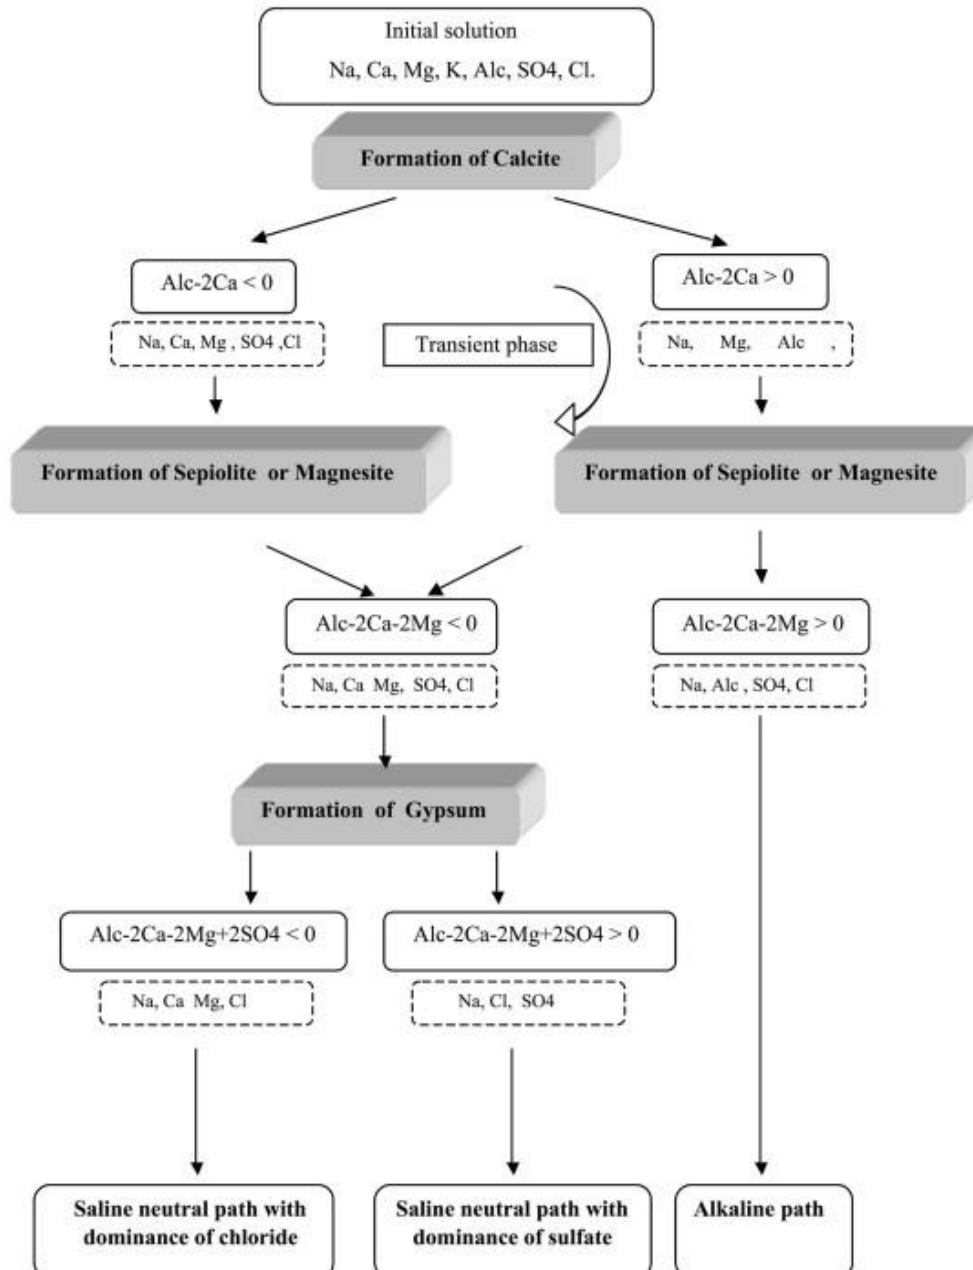 Initial solution
Na, Ca, Mg, K, Alc, SO4, Cl.
Formation of Calcite
Alc-2Ca < 0
Alc-2Ca > 0
Na, Ca, Mg , SO4 ,Cl
Transient phase
Na, Mg, Alc ,
Formation of Sepiolite or Magnesite
Formation of Sepiolite or Magnesite
Alc-2Ca-2Mg < 0
Alc-2Ca-2Mg > 0
Na, Ca Mg, SO4, Cl
Na, Alc , SO4, Cl
Formation of Gypsum
Alc-2Ca-2Mg+2SO4 < 0
Alc-2Ca-2Mg+2SO4 > 0
Na, Ca Mg, Cl
Na, Cl, SO4
Saline neutral path with
dominance of chloride
Saline neutral path with
dominance of sulfate
Alkaline path